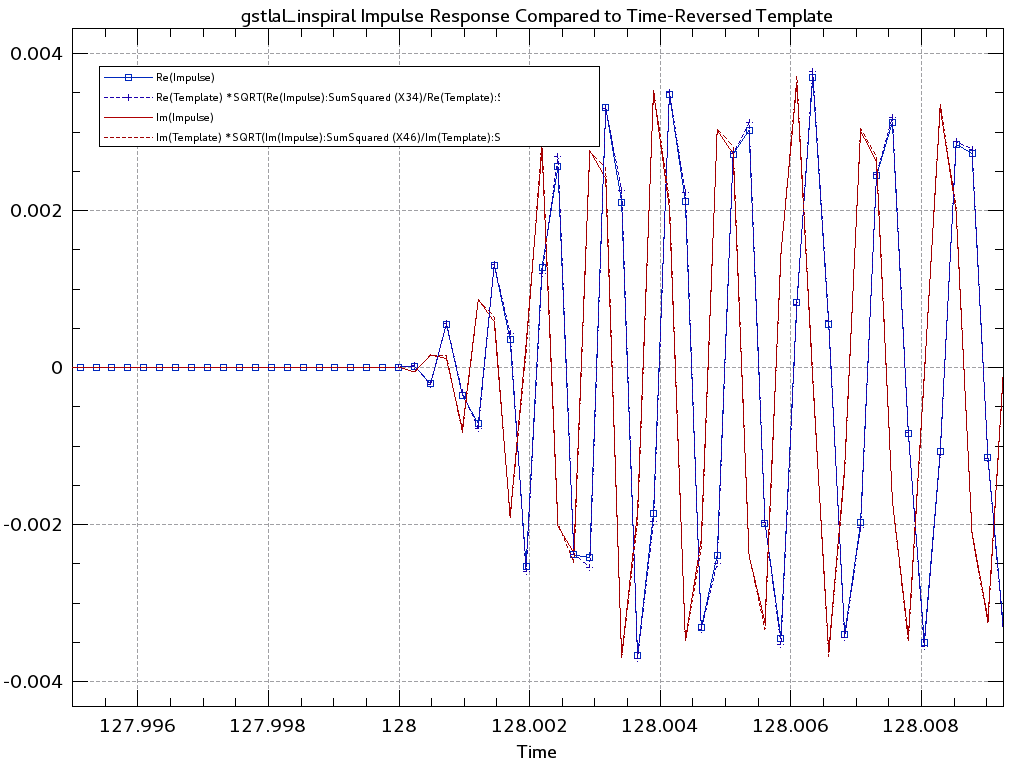 gstlal_inspiral Impulse Response Compared to Time-Reversed Template
0.004
0.002
0
-0.002
-0.004
Re(Impulse)
Re(Template) *SQRT(Re(Impulse):SumSquared (X34)/Re(Template):S
Im(Impulse)
Im(Template) *SQRT(Im(Impulse):SumSquared (X46)/Im(Template):S
127.996 127.998 128 128.002 128.004 128.006 128.008
Time